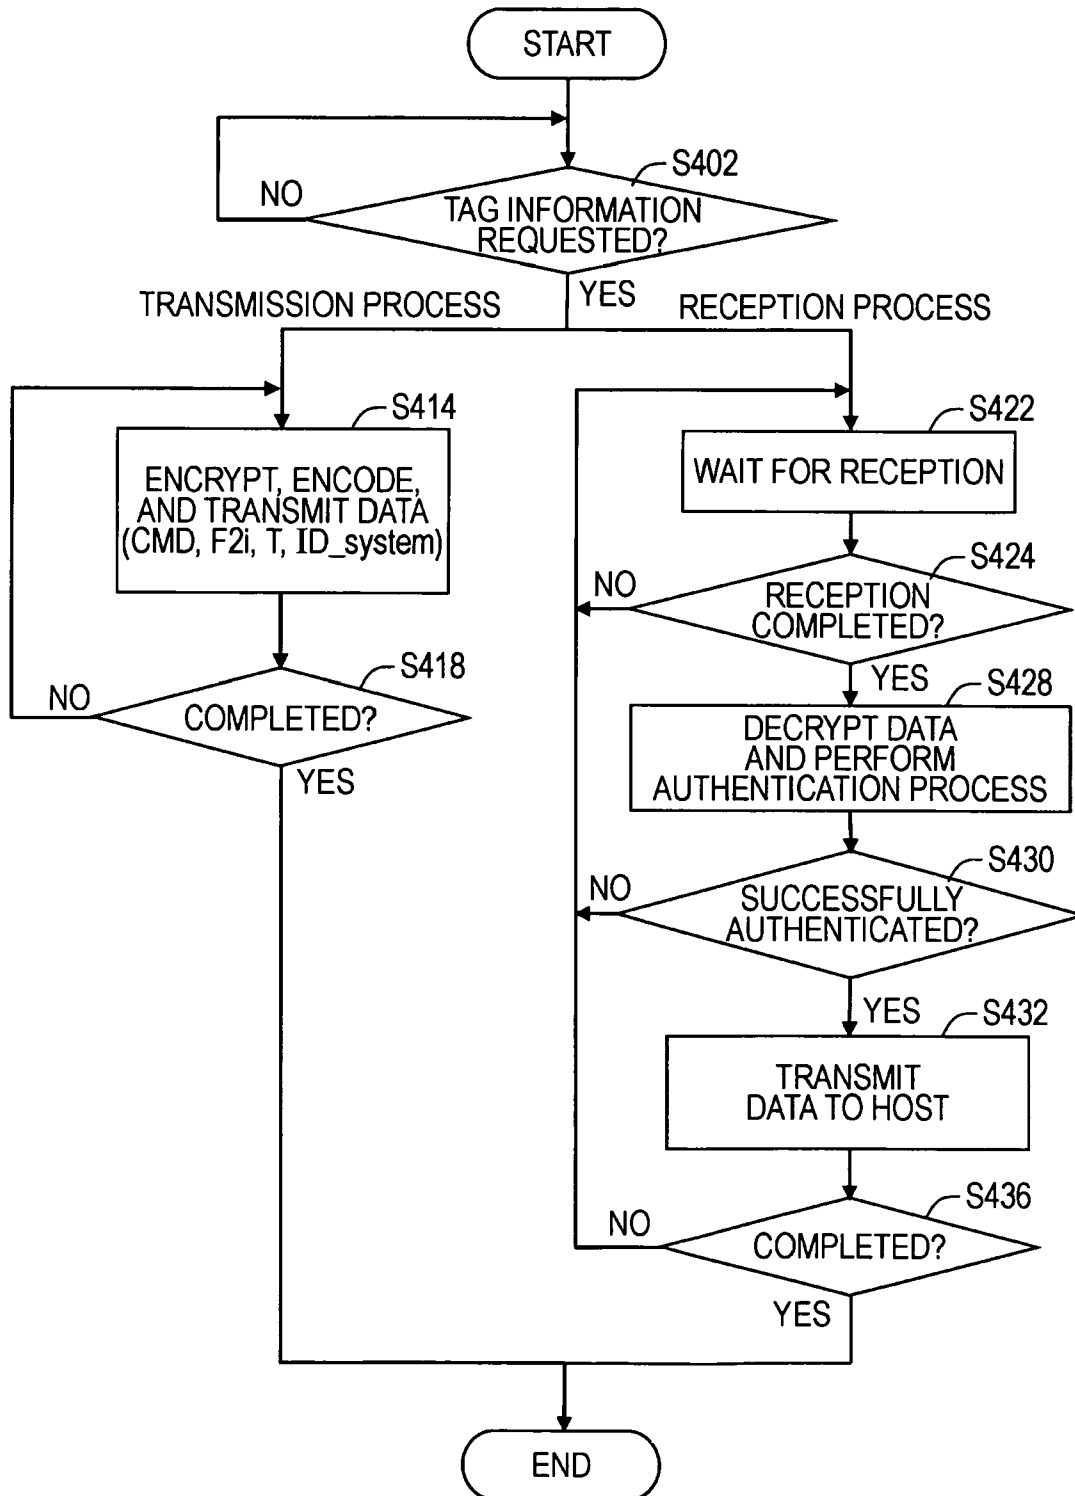 START
S402
NO
TAG INFORMATION
REQUESTED?
YES
TRANSMISSION PROCESS
RECEPTION PROCESS
S414
ENCRYPT, ENCODE,
AND TRANSMIT DATA
(CMD, F2i, T, ID_system)
S418
NO
COMPLETED?
YES
S422
WAIT FOR RECEPTION
S424
NO
RECEPTION
COMPLETED?
YES
S428
DECRYPT DATA
AND PERFORM
AUTHENTICATION PROCESS
S430
NO
SUCCESSFULLY
AUTHENTICATED?
YES
S432
TRANSMIT
DATA TO HOST
S436
NO
COMPLETED?
YES
END